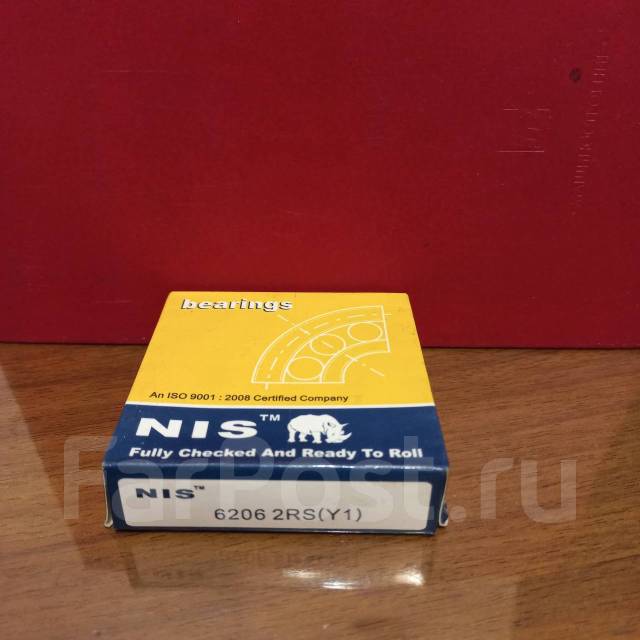 bearings
An ISO 9001 : 2008 Certified Company
NIS™
Fully Checked And Ready To Roll
NIS™
6206 2RS(Y1)
FarPost.ru